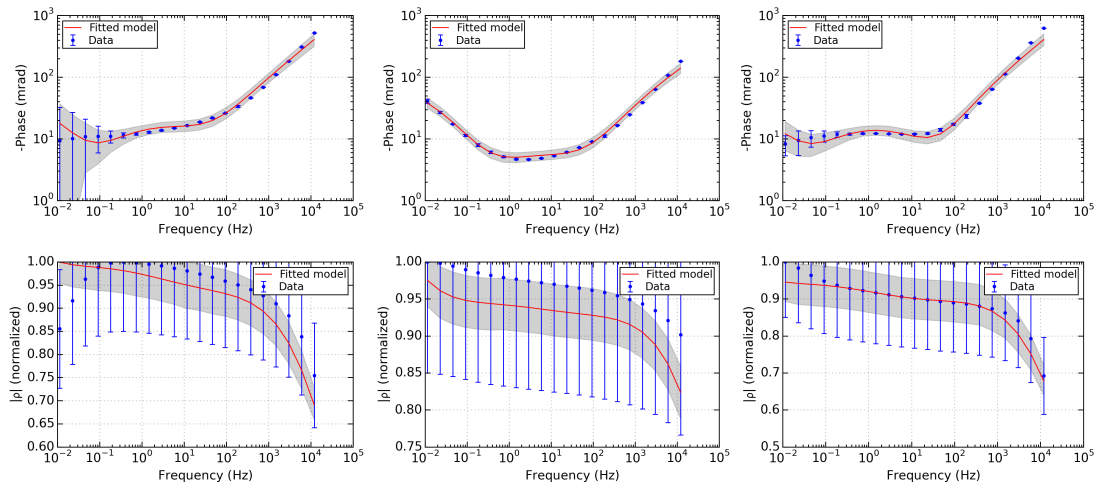 10³
10²
10¹
10⁰
-Phase (mrad)
Fitted model
Data
10⁻² 10⁻¹ 10⁰ 10¹ 10² 10³ 10⁴ 10⁵
Frequency (Hz)
10³
10²
10¹
10⁰
-Phase (mrad)
Fitted model
Data
10⁻² 10⁻¹ 10⁰ 10¹ 10² 10³ 10⁴ 10⁵
Frequency (Hz)
10³
10²
10¹
10⁰
-Phase (mrad)
Fitted model
Data
10⁻² 10⁻¹ 10⁰ 10¹ 10² 10³ 10⁴ 10⁵
Frequency (Hz)
1.00
0.95
0.90
0.85
0.80
0.75
0.70
0.65
0.60
|ρ| (normalized)
Fitted model
Data
10⁻² 10⁻¹ 10⁰ 10¹ 10² 10³ 10⁴ 10⁵
Frequency (Hz)
1.00
0.95
0.90
0.85
0.80
0.75
|ρ| (normalized)
Fitted model
Data
10⁻² 10⁻¹ 10⁰ 10¹ 10² 10³ 10⁴ 10⁵
Frequency (Hz)
1.0
0.9
0.8
0.7
0.6
0.5
|ρ| (normalized)
Fitted model
Data
10⁻² 10⁻¹ 10⁰ 10¹ 10² 10³ 10⁴ 10⁵
Frequency (Hz)